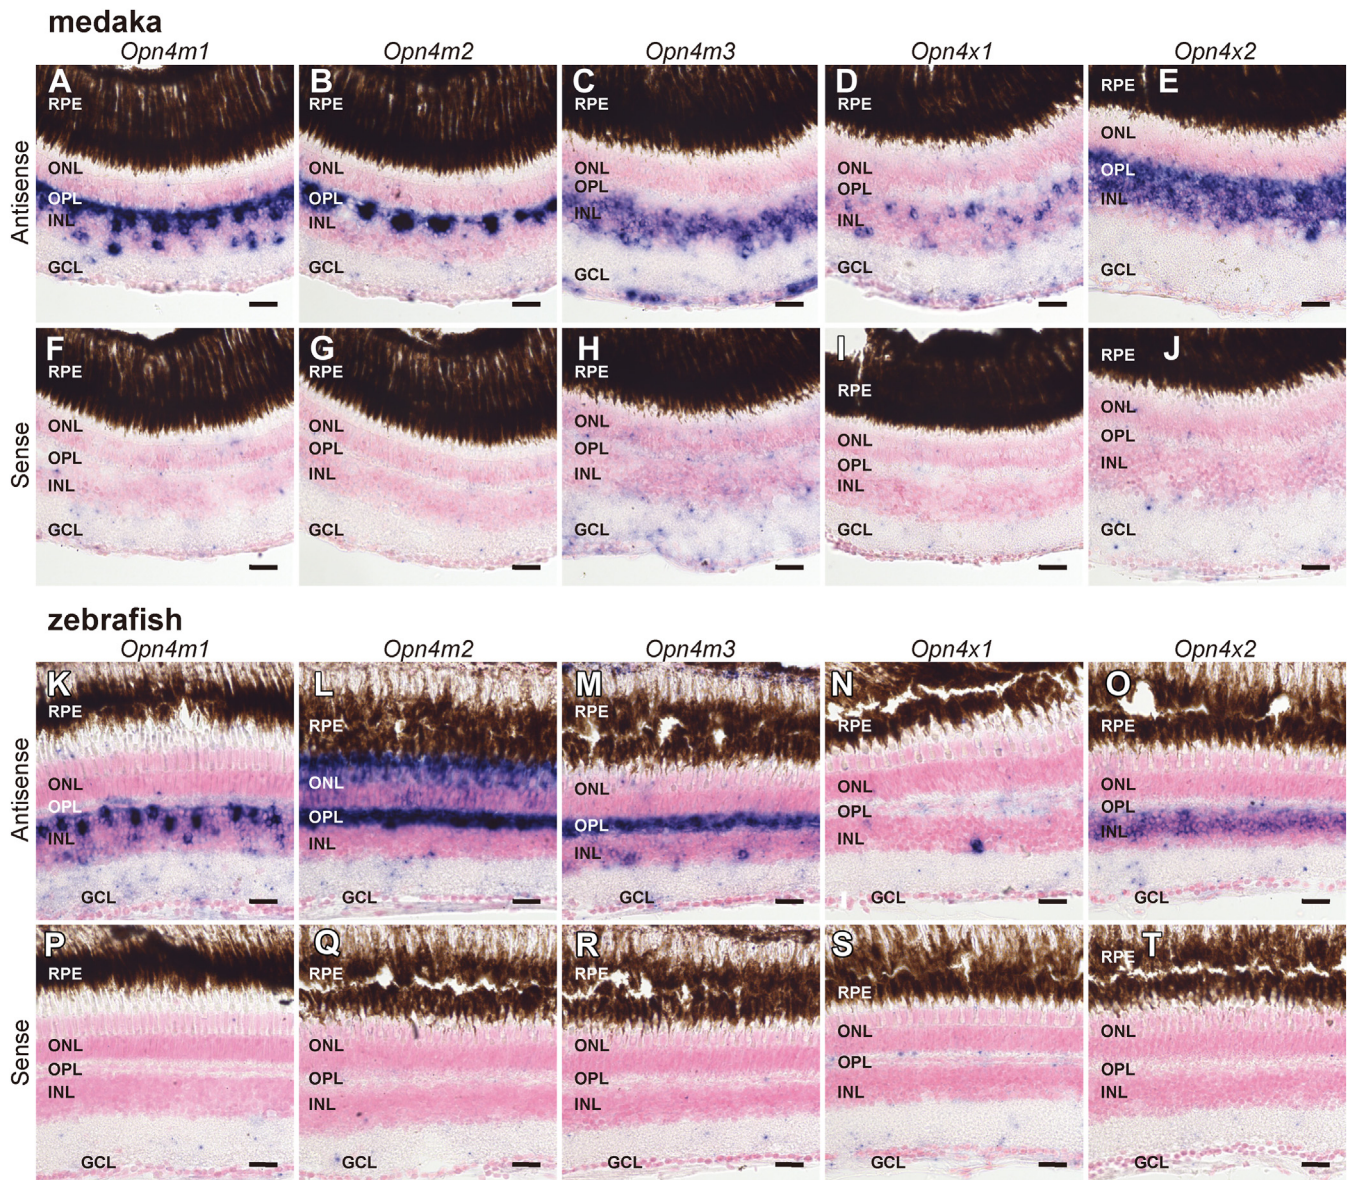 medaka
Opn4m1 Opn4m2 Opn4m3 Opn4x1 Opn4x2
Antisense
A B C D E
RPE RPE RPE RPE RPE
ONL ONL ONL ONL ONL
OPL OPL OPL OPL OPL
INL INL INL INL INL
GCL GCL GCL GCL GCL
Sense
F G H I J
RPE RPE RPE RPE RPE
ONL ONL ONL ONL ONL
OPL OPL OPL OPL OPL
INL INL INL INL INL
GCL GCL GCL GCL GCL
zebrafish
Opn4m1 Opn4m2 Opn4m3 Opn4x1 Opn4x2
Antisense
K L M N O
RPE RPE RPE RPE RPE
ONL ONL ONL ONL ONL
OPL OPL OPL OPL OPL
INL INL INL INL INL
GCL GCL GCL GCL GCL
Sense
P Q R S T
RPE RPE RPE RPE RPE
ONL ONL ONL ONL ONL
OPL OPL OPL OPL OPL
INL INL INL INL INL
GCL GCL GCL GCL GCL